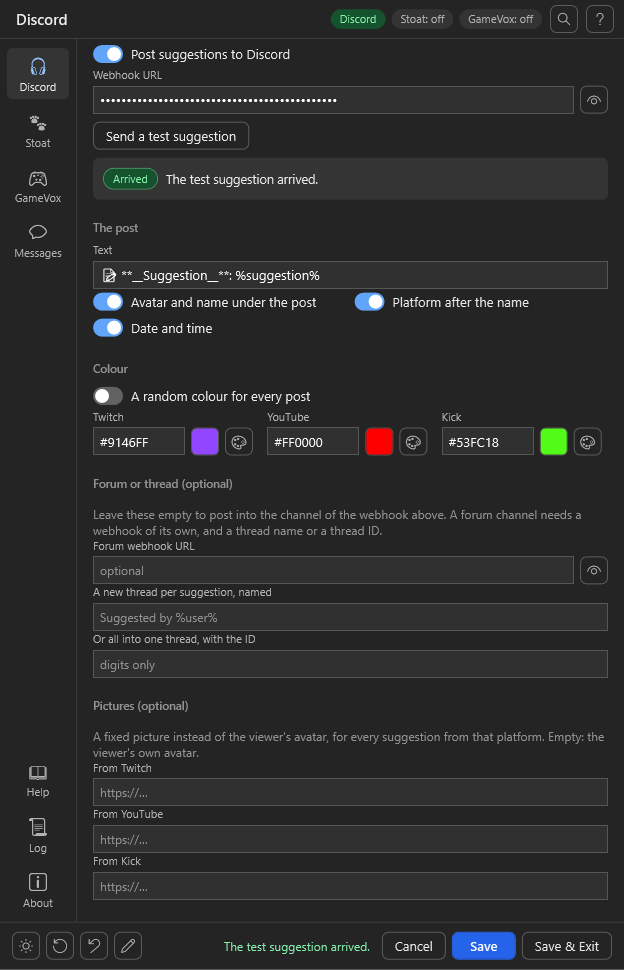 Discord
Discord
Stoat: off
GameVox: off
?
Discord
Stoat
GameVox
Messages
Help
Log
About
Post suggestions to Discord
Webhook URL
••••••••••••••••••••••••••••••••••••••••••••••
Send a test suggestion
Arrived
The test suggestion arrived.
The post
Text
📝 **__Suggestion__**: %suggestion%
Avatar and name under the post
Platform after the name
Date and time
Colour
A random colour for every post
Twitch
YouTube
Kick
#9146FF
#FF0000
#53FC18
Forum or thread (optional)
Leave these empty to post into the channel of the webhook above. A forum channel needs a
webhook of its own, and a thread name or a thread ID.
Forum webhook URL
optional
A new thread per suggestion, named
Suggested by %user%
Or all into one thread, with the ID
digits only
Pictures (optional)
A fixed picture instead of the viewer's avatar, for every suggestion from that platform. Empty: the
viewer's own avatar.
From Twitch
https://...
From YouTube
https://...
From Kick
https://...
The test suggestion arrived.
Cancel
Save
Save & Exit